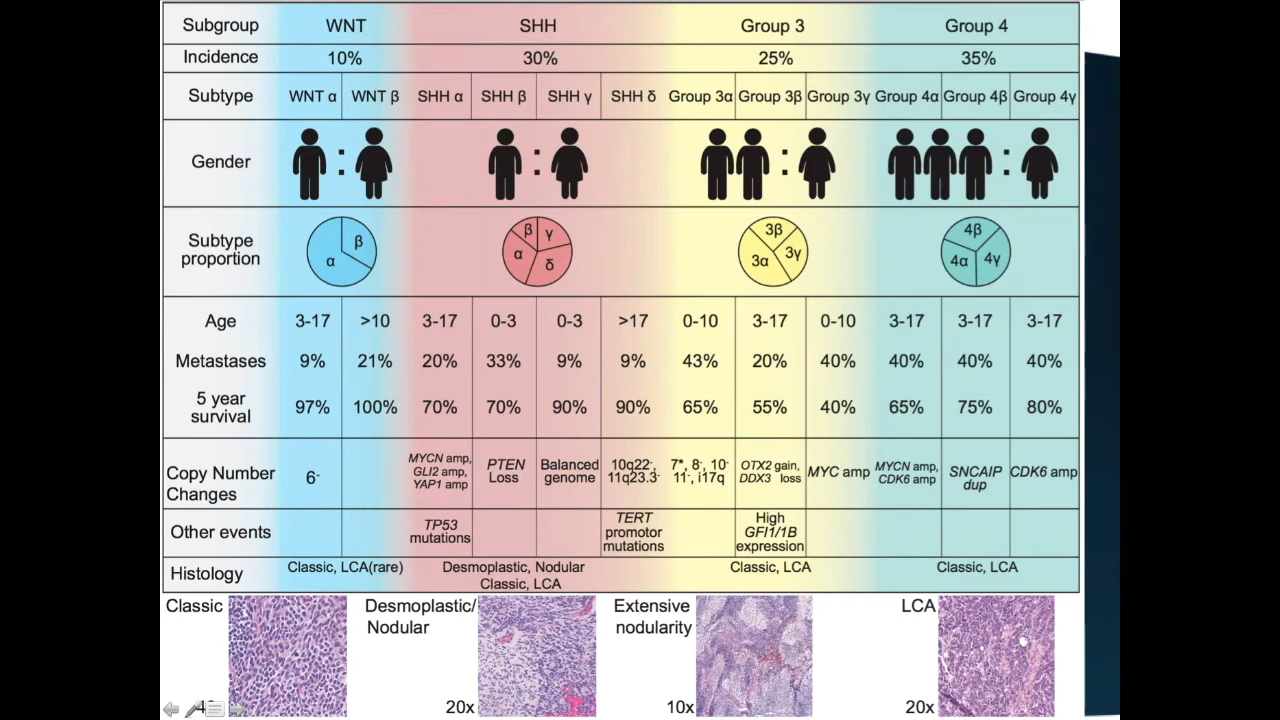 Subgroup WNT SHH Group 3 Group 4
Incidence 10% 30% 25% 35%
Subtype WNT α WNT β SHH α SHH β SHH γ SHH δ Group 3α Group 3β Group 3γ Group 4α Group 4β Group 4γ
Gender : : : :
Subtype
proportion
α β
α β γ δ
3α 3β 3γ
4α 4β 4γ
Age 3-17 >10 3-17 0-3 0-3 >17 0-10 3-17 0-10 3-17 3-17 3-17
Metastases 9% 21% 20% 33% 9% 9% 43% 20% 40% 40% 40% 40%
5 year
survival
97% 100% 70% 70% 90% 90% 65% 55% 40% 65% 75% 80%
Copy Number
Changes
6-
MYCN amp,
GLI2 amp,
YAP1 amp
PTEN
Loss
Balanced
genome
10q22-,
11q23.3-
7+, 8-, 10-
11-, i17q
OTX2 gain,
DDX3 loss
MYC amp
MYCN amp,
CDK6 amp
SNCAIP
dup
CDK6 amp
Other events
TP53
mutations
TERT
promotor
mutations
High
GFI1/1B
expression
Histology
Classic, LCA(rare)
Desmoplastic, Nodular
Classic, LCA
Classic, LCA
Classic, LCA
Classic
Desmoplastic/
Nodular
20x
Extensive
nodularity
10x
LCA
20x